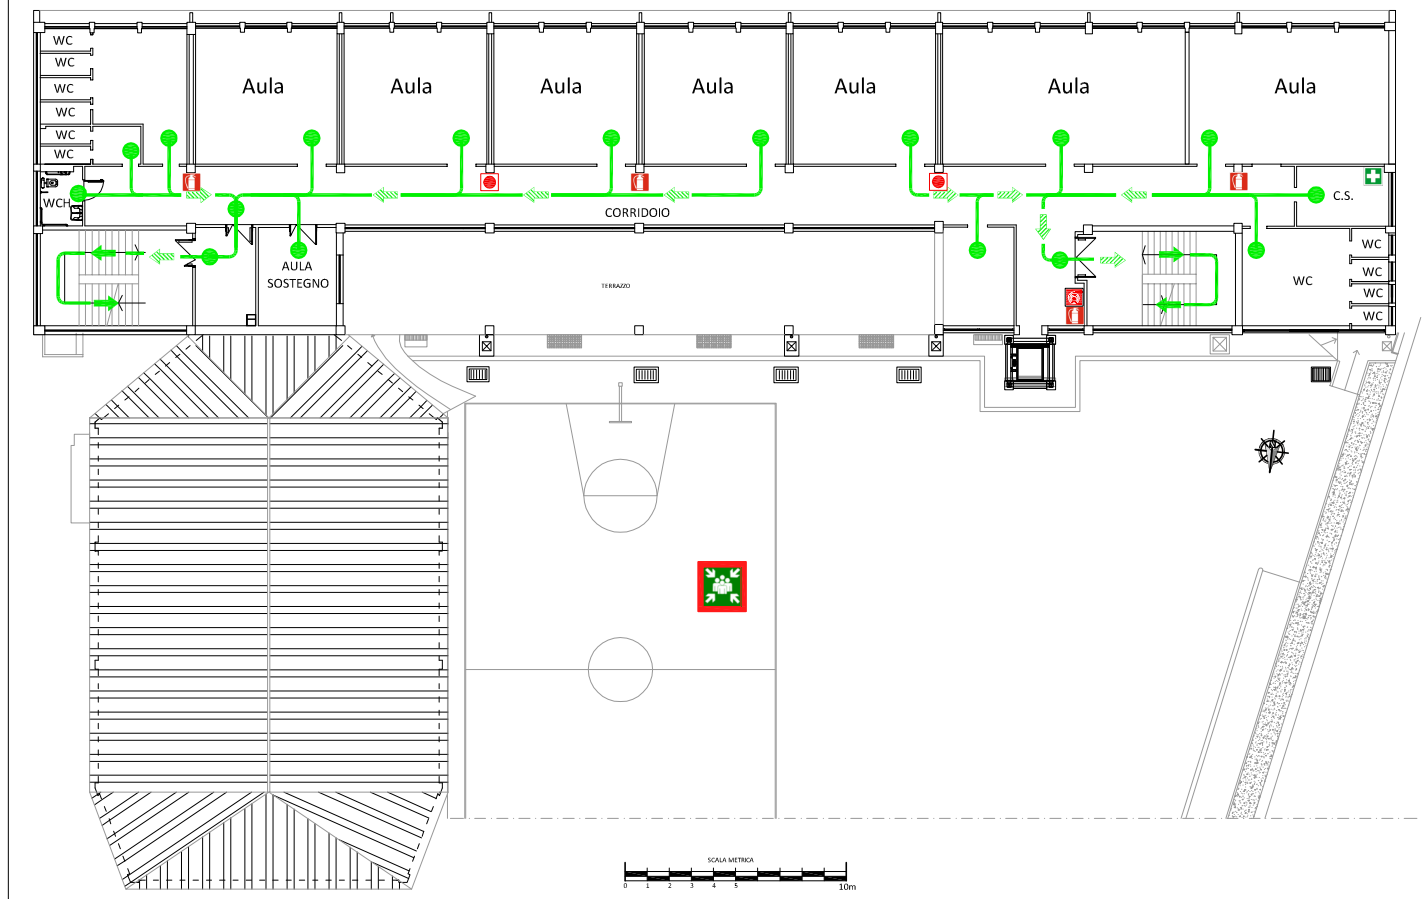 WC
WC
WC
WC
WC
WC
Aula
Aula
Aula
Aula
Aula
Aula
Aula
WCH
CORRIDOIO
C.S.
AULA
SOSTEGNO
TERRAZZO
WC
WC
WC
WC
WC
N
SCALA METRICA
0 1 2 3 4 5 10m